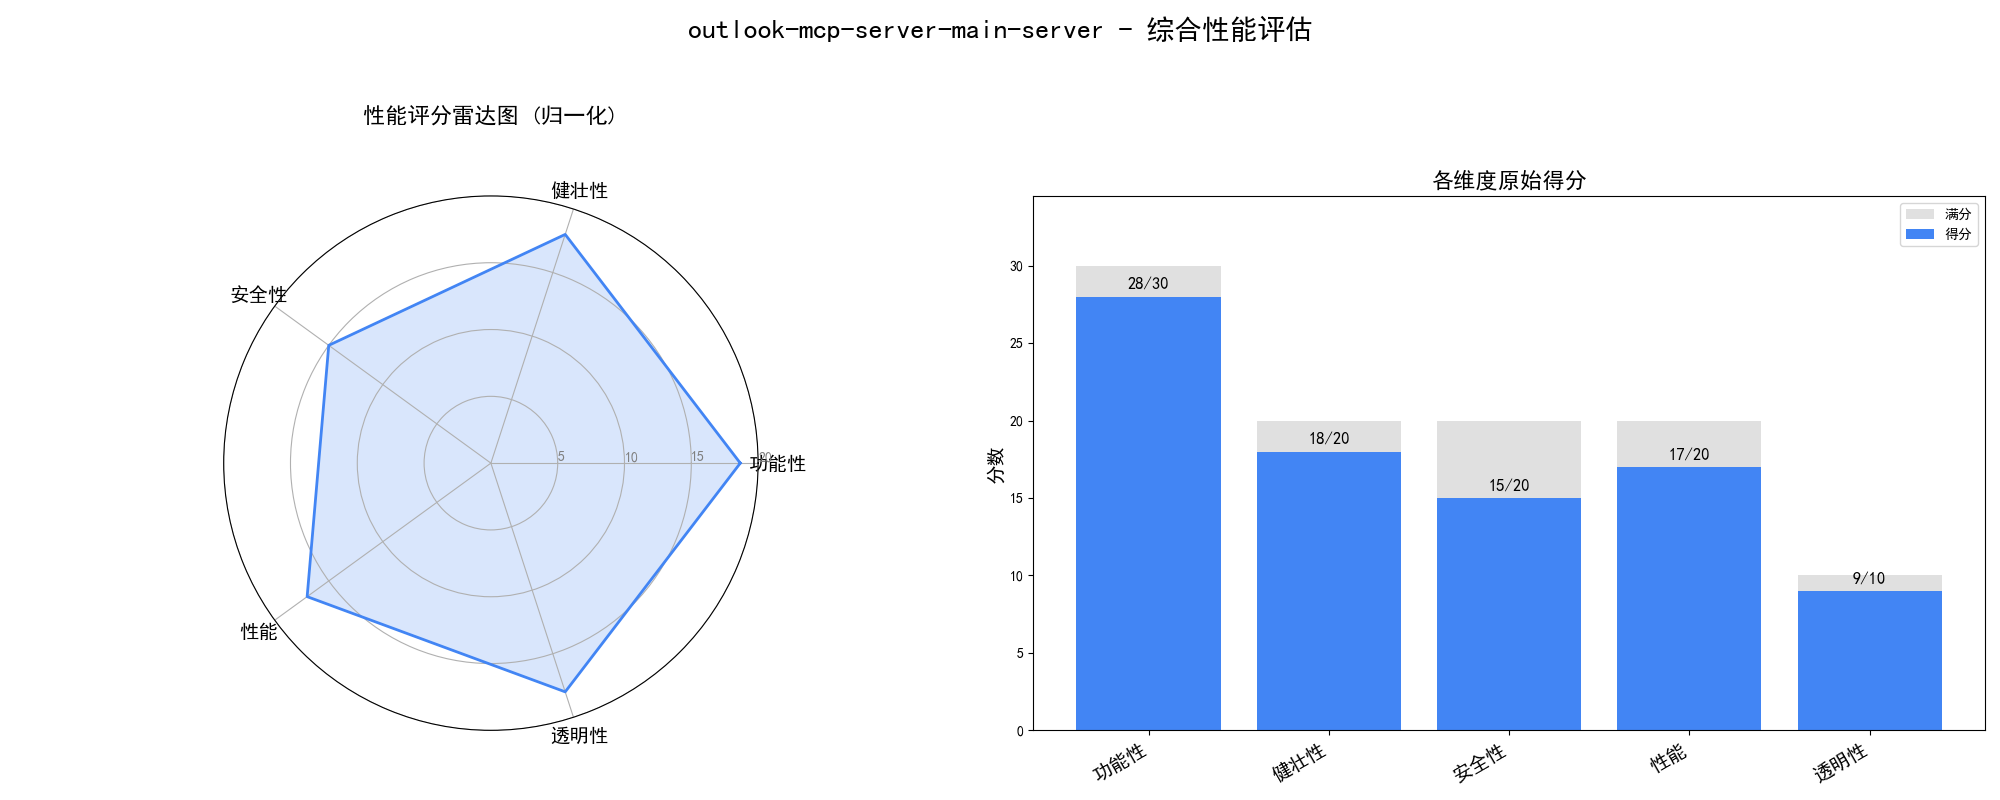 outlook-mcp-server-main-server - 综合性能评估
性能评分雷达图 (归一化)
健壮性
安全性
功能性
性能
透明性
5
10
15
20
各维度原始得分
满分
得分
分数
30
25
20
15
10
5
0
28/30
18/20
15/20
17/20
9/10
功能性
健壮性
安全性
性能
透明性